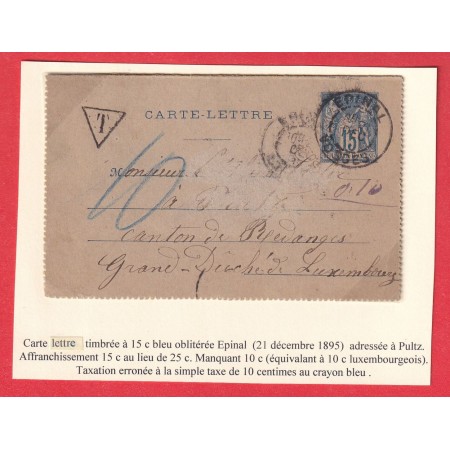 T
CARTE-LETTRE
EPINAL
15
10
Monsieur
à
canton de Redanges
Grand-Duché de Luxembourg
Carte lettre timbrée à 15 c bleu oblitérée Epinal (21 décembre 1895) adressée à Pultz.
Affranchissement 15 c au lieu de 25 c. Manquant 10 c (équivalant à 10 c luxembourgeois).
Taxation erronée à la simple taxe de 10 centimes au crayon bleu .